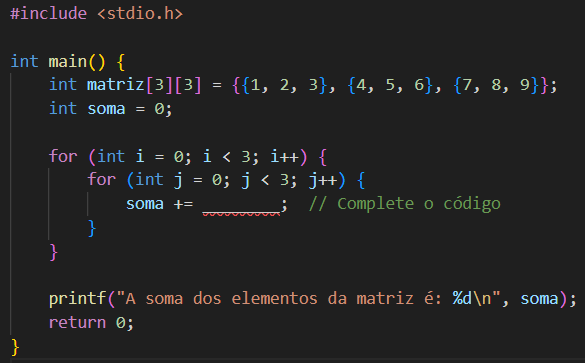 #include <stdio.h>
int main() {
int matriz[3][3] = {{1, 2, 3}, {4, 5, 6}, {7, 8, 9}};
int soma = 0;
for (int i = 0; i < 3; i++) {
for (int j = 0; j < 3; j++) {
soma += _________; // Complete o código
}
}
printf("A soma dos elementos da matriz é: %d\n", soma);
return 0;
}